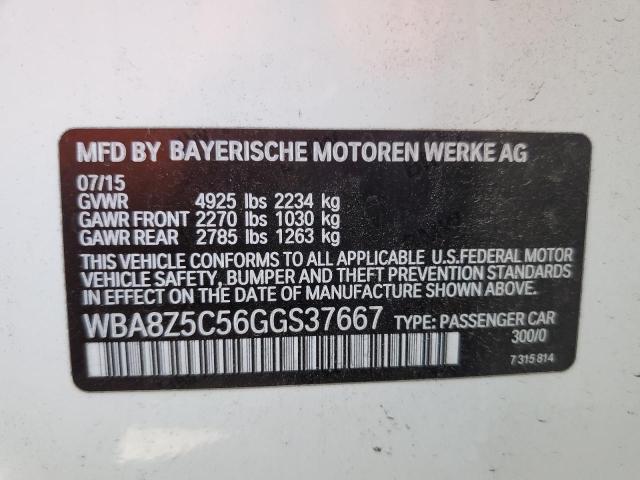 MFD BY BAYERISCHE MOTOREN WERKE AG
07/15
GVWR 4925 lbs 2234 kg
GAWR FRONT 2270 lbs 1030 kg
GAWR REAR 2785 lbs 1263 kg
THIS VEHICLE CONFORMS TO ALL APPLICABLE U.S.FEDERAL MOTOR
VEHICLE SAFETY, BUMPER AND THEFT PREVENTION STANDARDS
IN EFFECT ON THE DATE OF MANUFACTURE SHOWN ABOVE.
WBA8Z5C56GGS37667 TYPE: PASSENGER CAR
300/0
7 315 814